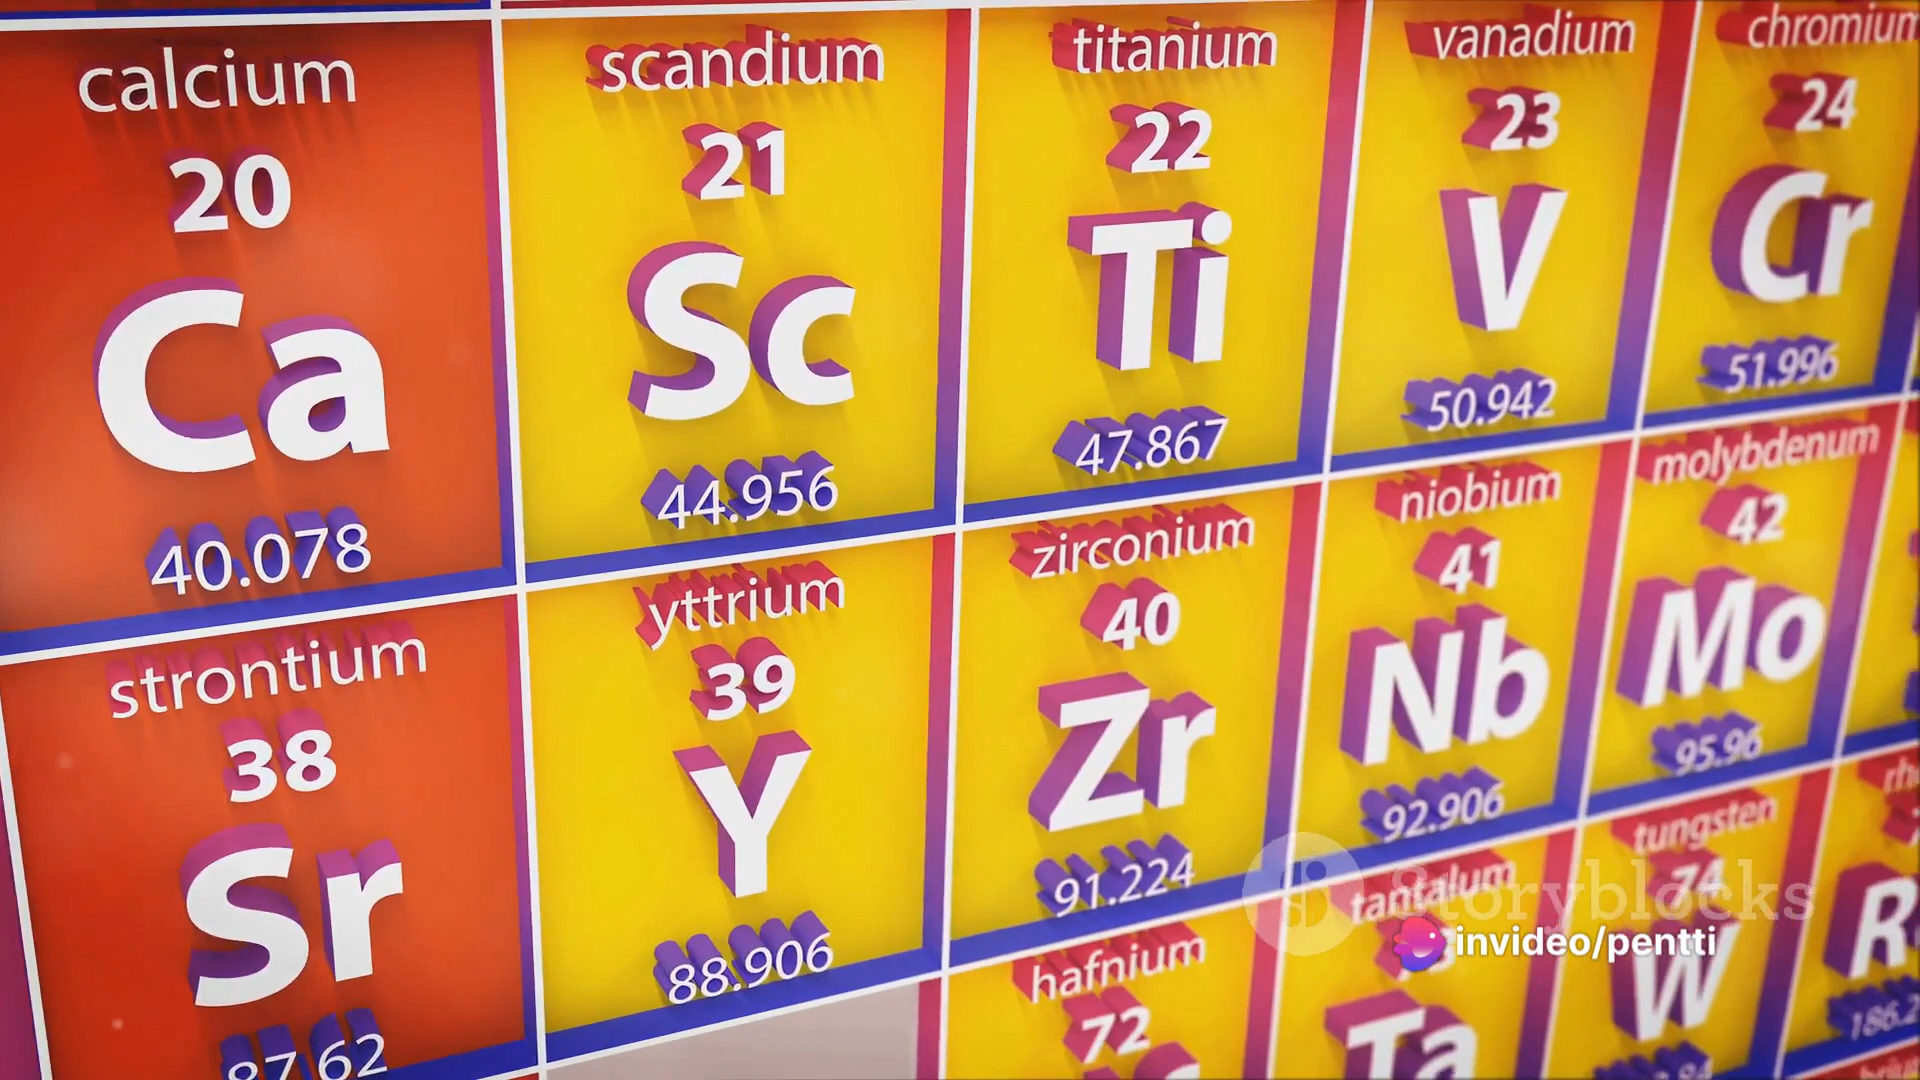 calcium
20
Ca
40.078
scandium
21
Sc
44.956
titanium
22
Ti
47.867
vanadium
23
V
50.942
chromium
24
Cr
51.996
strontium
38
Sr
87.62
yttrium
39
Y
88.906
zirconium
40
Zr
91.224
niobium
41
Nb
92.906
molybdenum
42
Mo
95.96
hafnium
72
tantalum
Ta
tungsten
74
W
Storyblocks
invideo/pentti